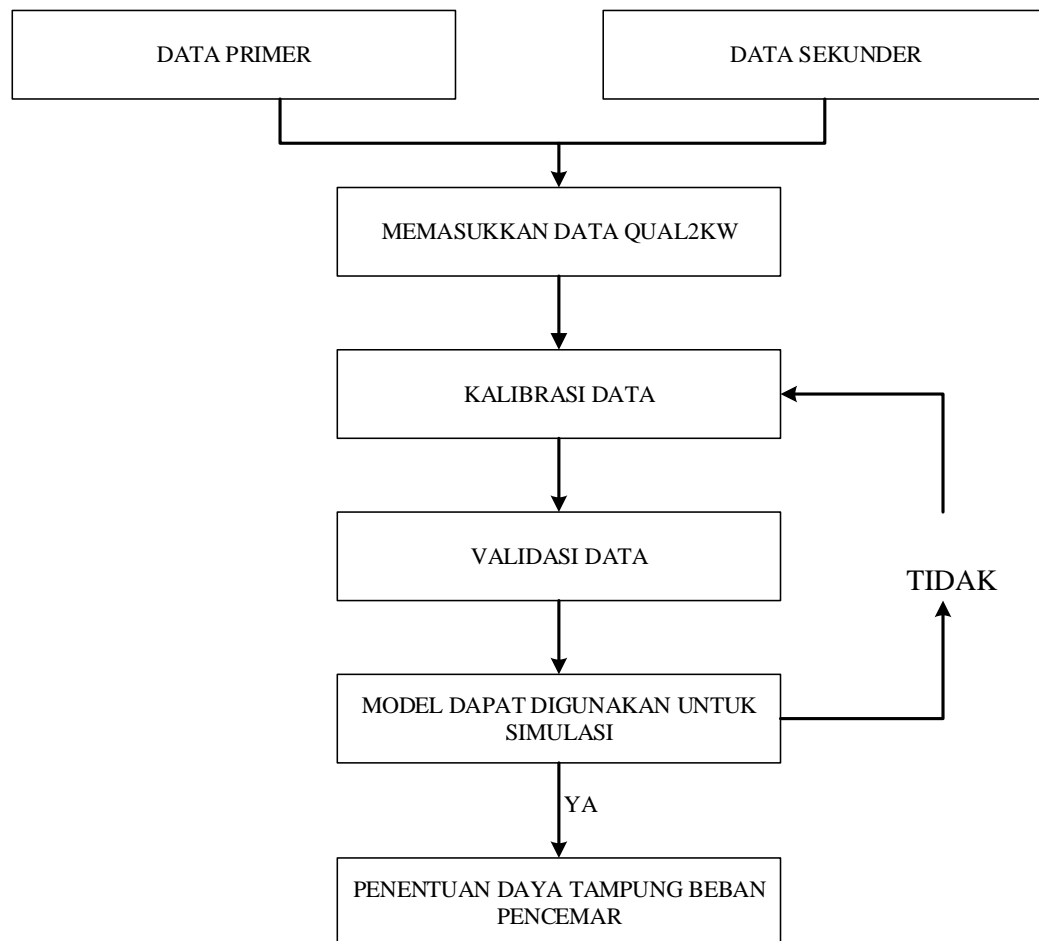 DATA PRIMER
DATA SEKUNDER
MEMASUKKAN DATA QUAL2KW
KALIBRASI DATA
VALIDASI DATA
TIDAK
MODEL DAPAT DIGUNAKAN UNTUK
SIMULASI
YA
PENENTUAN DAYA TAMPUNG BEBAN
PENCEMAR